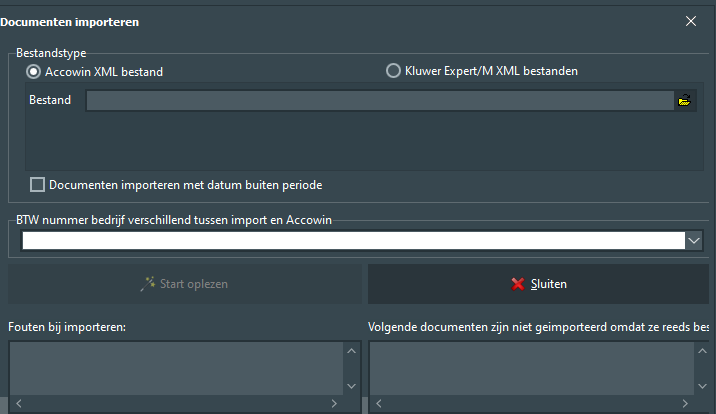 Documenten importeren
Bestandstype
Accowin XML bestand
Kluwer Expert/M XML bestanden
Bestand
Documenten importeren met datum buiten periode
BTW nummer bedrijf verschillend tussen import en Accowin
Start oplezen
Sluiten
Fouten bij importeren:
Volgende documenten zijn niet geimporteerd omdat ze reeds bes